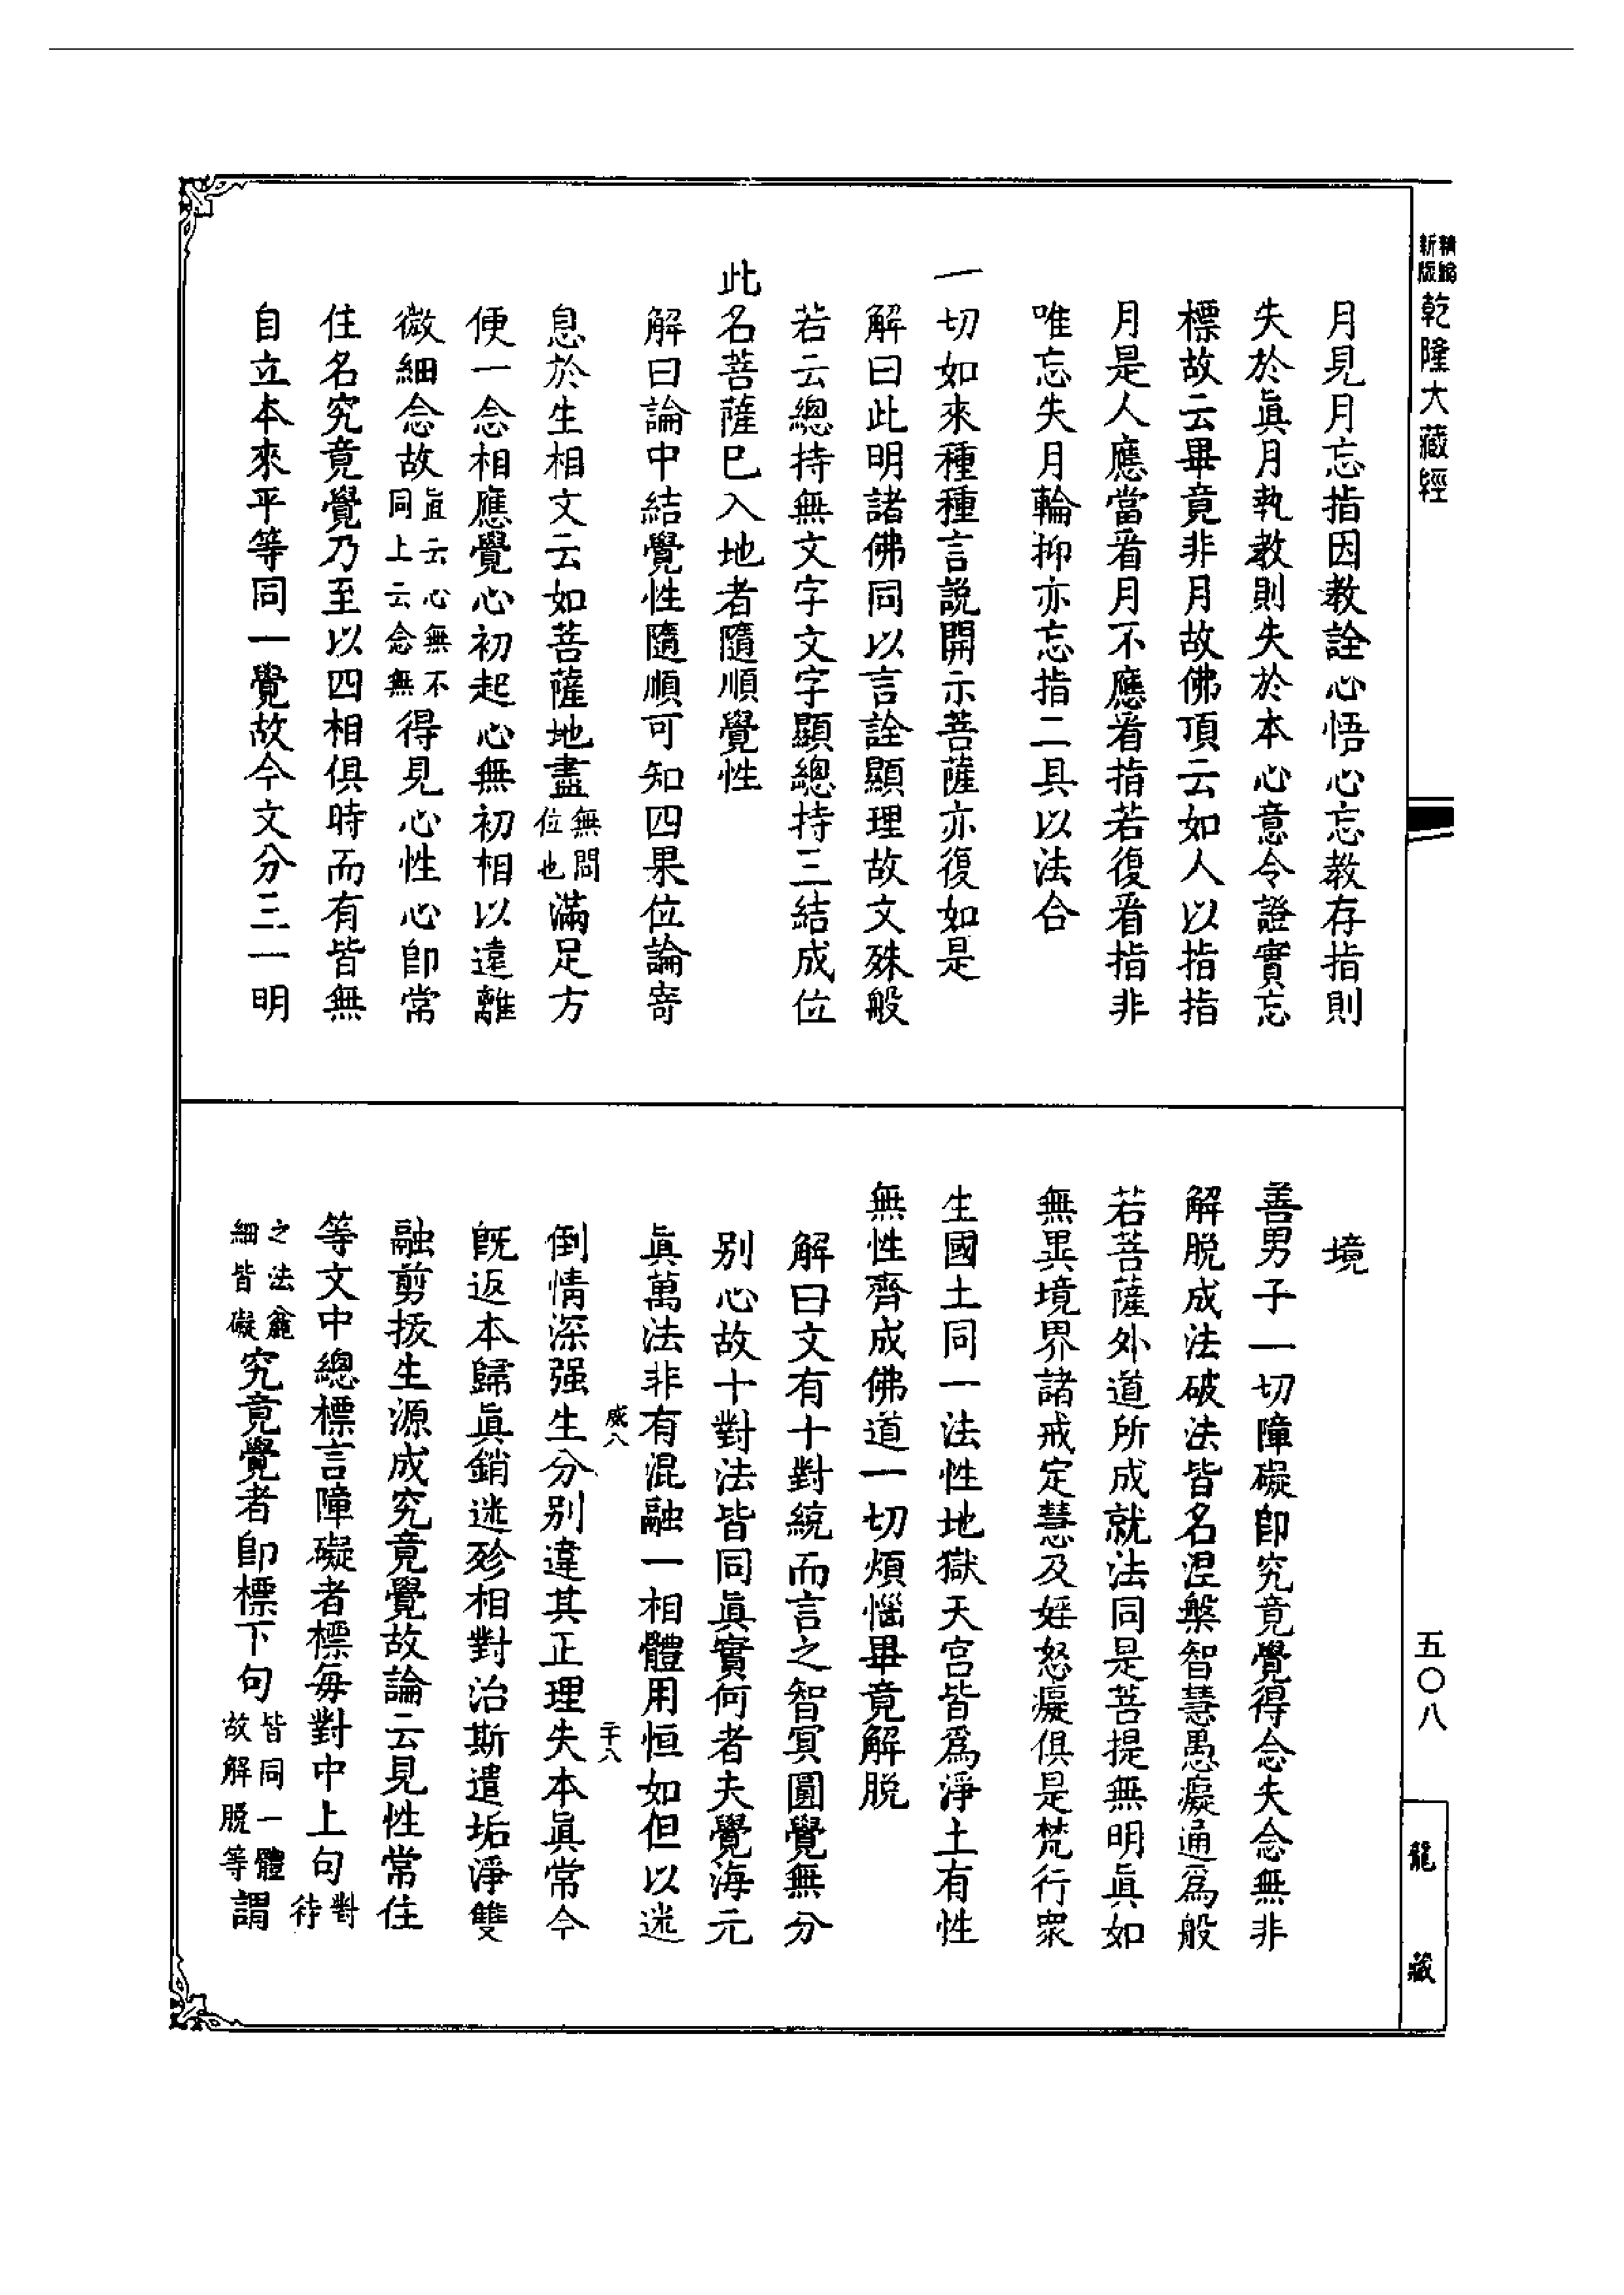 新版精縮乾隆大藏經
月見月忘指因教詮心悟心忘教存指則
失於眞月執教則失於本心意令證實忘
標故云畢竟非月故佛頂云如人以指指
月是人應當看月不應看指若復看指非
唯忘失月輪抑亦忘指二具以法合
一切如來種種言說開示菩薩亦復如是
解曰此明諸佛同以言詮顯理故文殊般
若云總持無文字文字顯總持三結成位
此名菩薩巳入地者隨順覺性
解曰論中結覺性隨順可知四果位論寄
息於生相文云如菩薩地盡無間位也滿足方
便一念相應覺心初起心無初相以遠離
微細念故直云心無不同上云念無得見心性心卽常
住名究竟覺乃至以四相俱時而有皆無
自立本來平等同一覺故今文分三一明
境
善男子一切障礙卽究竟覺得念失念無非
解脫成法破法皆名涅槃智慧愚癡通爲般
若菩薩外道所成就法同是菩提無明眞如
無異境界諸戒定慧及婬怒癡俱是梵行眾
生國土同一法性地獄天宮皆爲淨土有性
無性齊成佛道一切煩惱畢竟解脫
解曰文有十對統而言之智冥圓覺無分
別心故十對法皆同眞實何者夫覺海元
眞萬法非有混融一相體用恒如但以迷
威八
二十八
倒情深强生分別違其正理失本眞常今
旣返本歸眞銷迷殄相對治斯遣垢淨雙
融剪拔生源成究竟覺故論云見性常住
等文中總標言障礙者標每對中上句對待
之法麤細皆礙究竟覺者卽標下句皆同一體故解脫等謂
五〇八
龍藏